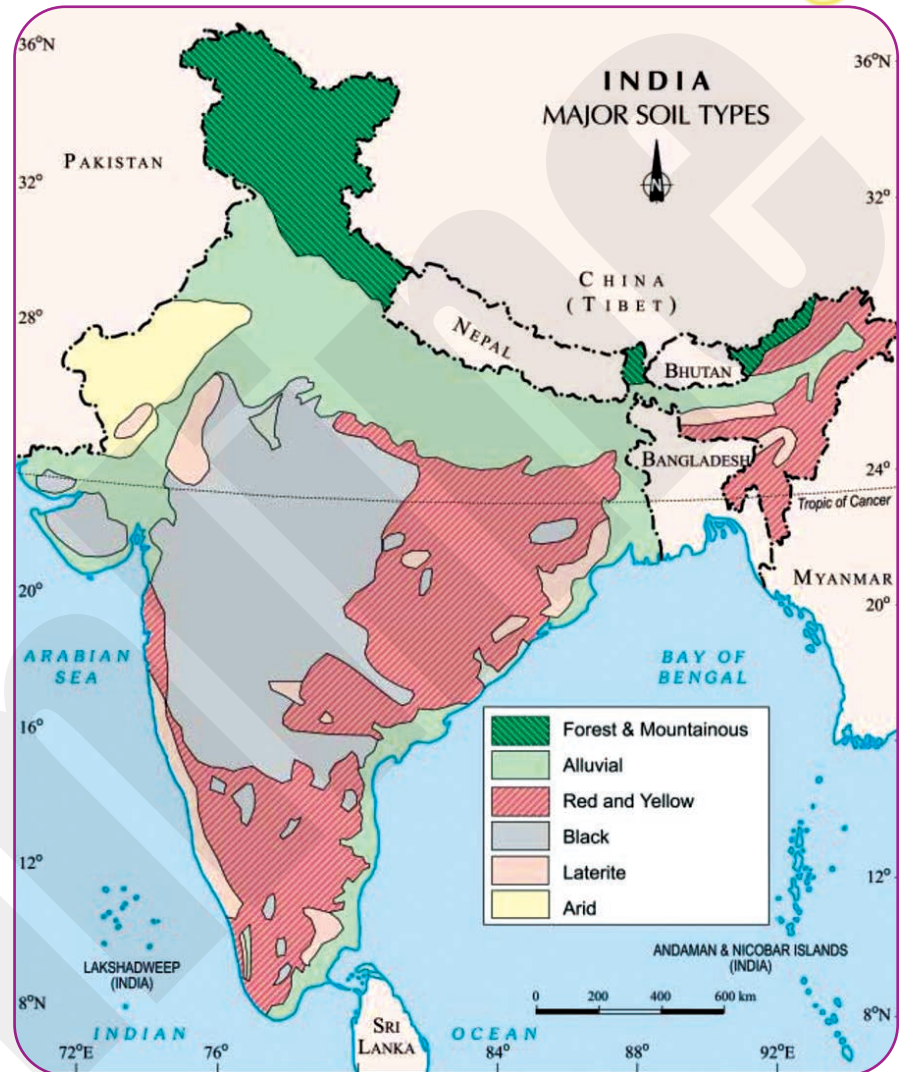 INDIA
MAJOR SOIL TYPES
N
36°N
36°N
PAKISTAN
32°
32°
CHINA
(TIBET)
28°
NEPAL
BHUTAN
BANGLADESH
24°
Tropic of Cancer
MYANMAR
20°
20°
ARABIAN
SEA
BAY OF
BENGAL
16°
Forest & Mountainous
Alluvial
Red and Yellow
Black
Laterite
Arid
12°
12°
ANDAMAN & NICOBAR ISLANDS
(INDIA)
LAKSHADWEEP
(INDIA)
0 200 400 600 km
8°N
8°N
INDIAN OCEAN
SRI
LANKA
72°E 76° 84° 88° 92°E